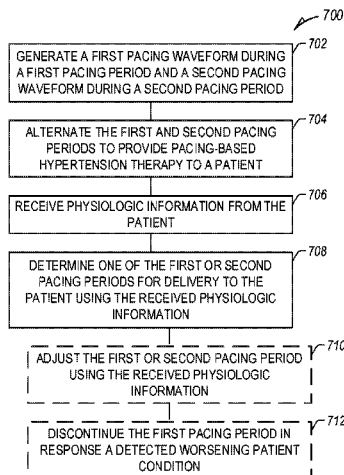 700
702
GENERATE A FIRST PACING WAVEFORM DURING
A FIRST PACING PERIOD AND A SECOND PACING
WAVEFORM DURING A SECOND PACING PERIOD
704
ALTERNATE THE FIRST AND SECOND PACING
PERIODS TO PROVIDE PACING-BASED
HYPERTENSION THERAPY TO A PATIENT
706
RECEIVE PHYSIOLOGIC INFORMATION FROM THE
PATIENT
708
DETERMINE ONE OF THE FIRST OR SECOND
PACING PERIODS FOR DELIVERY TO THE
PATIENT USING THE RECEIVED PHYSIOLOGIC
INFORMATION
710
ADJUST THE FIRST OR SECOND PACING PERIOD
USING THE RECEIVED PHYSIOLOGIC
INFORMATION
712
DISCONTINUE THE FIRST PACING PERIOD IN
RESPONSE A DETECTED WORSENING PATIENT
CONDITION